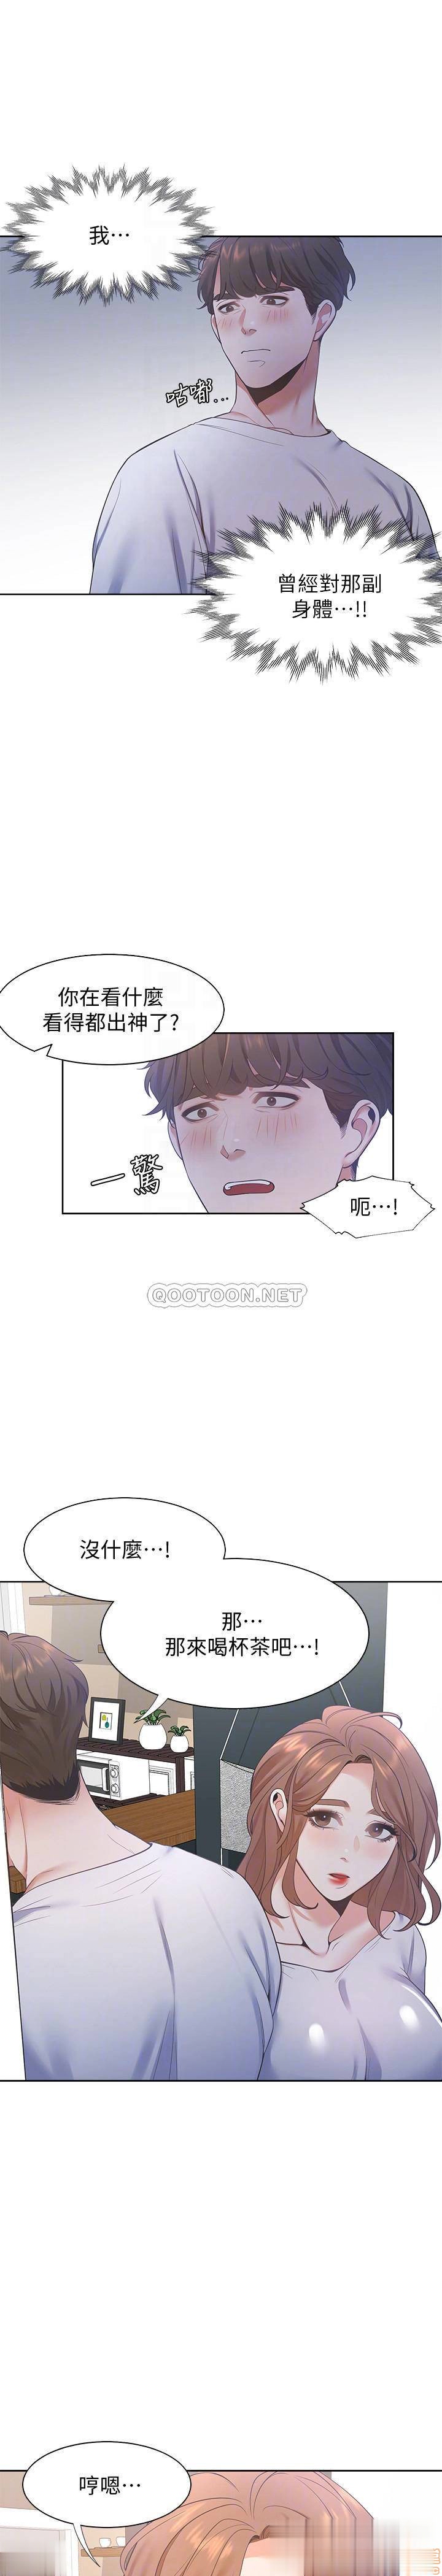 我⋯
咕嘟...
曾經對那副
身體⋯!!
你在看什麼
看得都出神了?
驚
呃⋯!
QOOTOON.NET
沒什麼⋯!
那⋯
那來喝杯茶吧⋯!
哼嗯⋯